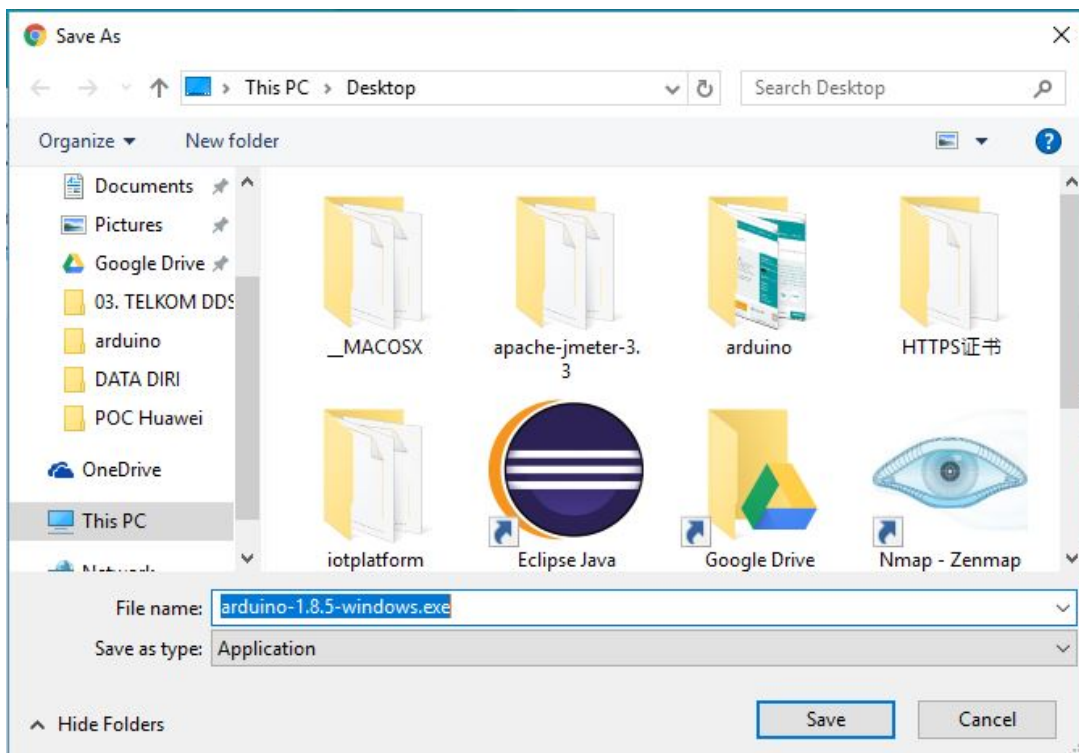 Save As
This PC > Desktop
Search Desktop
Organize
New folder
Documents
Pictures
Google Drive
03. TELKOM DDS
arduino
DATA DIRI
POC Huawei
OneDrive
This PC
__MACOSX
apache-jmeter-3.
3
arduino
HTTPS证书
iotplatform
Eclipse Java
Google Drive
Nmap - Zenmap
File name: arduino-1.8.5-windows.exe
Save as type: Application
Hide Folders
Save
Cancel